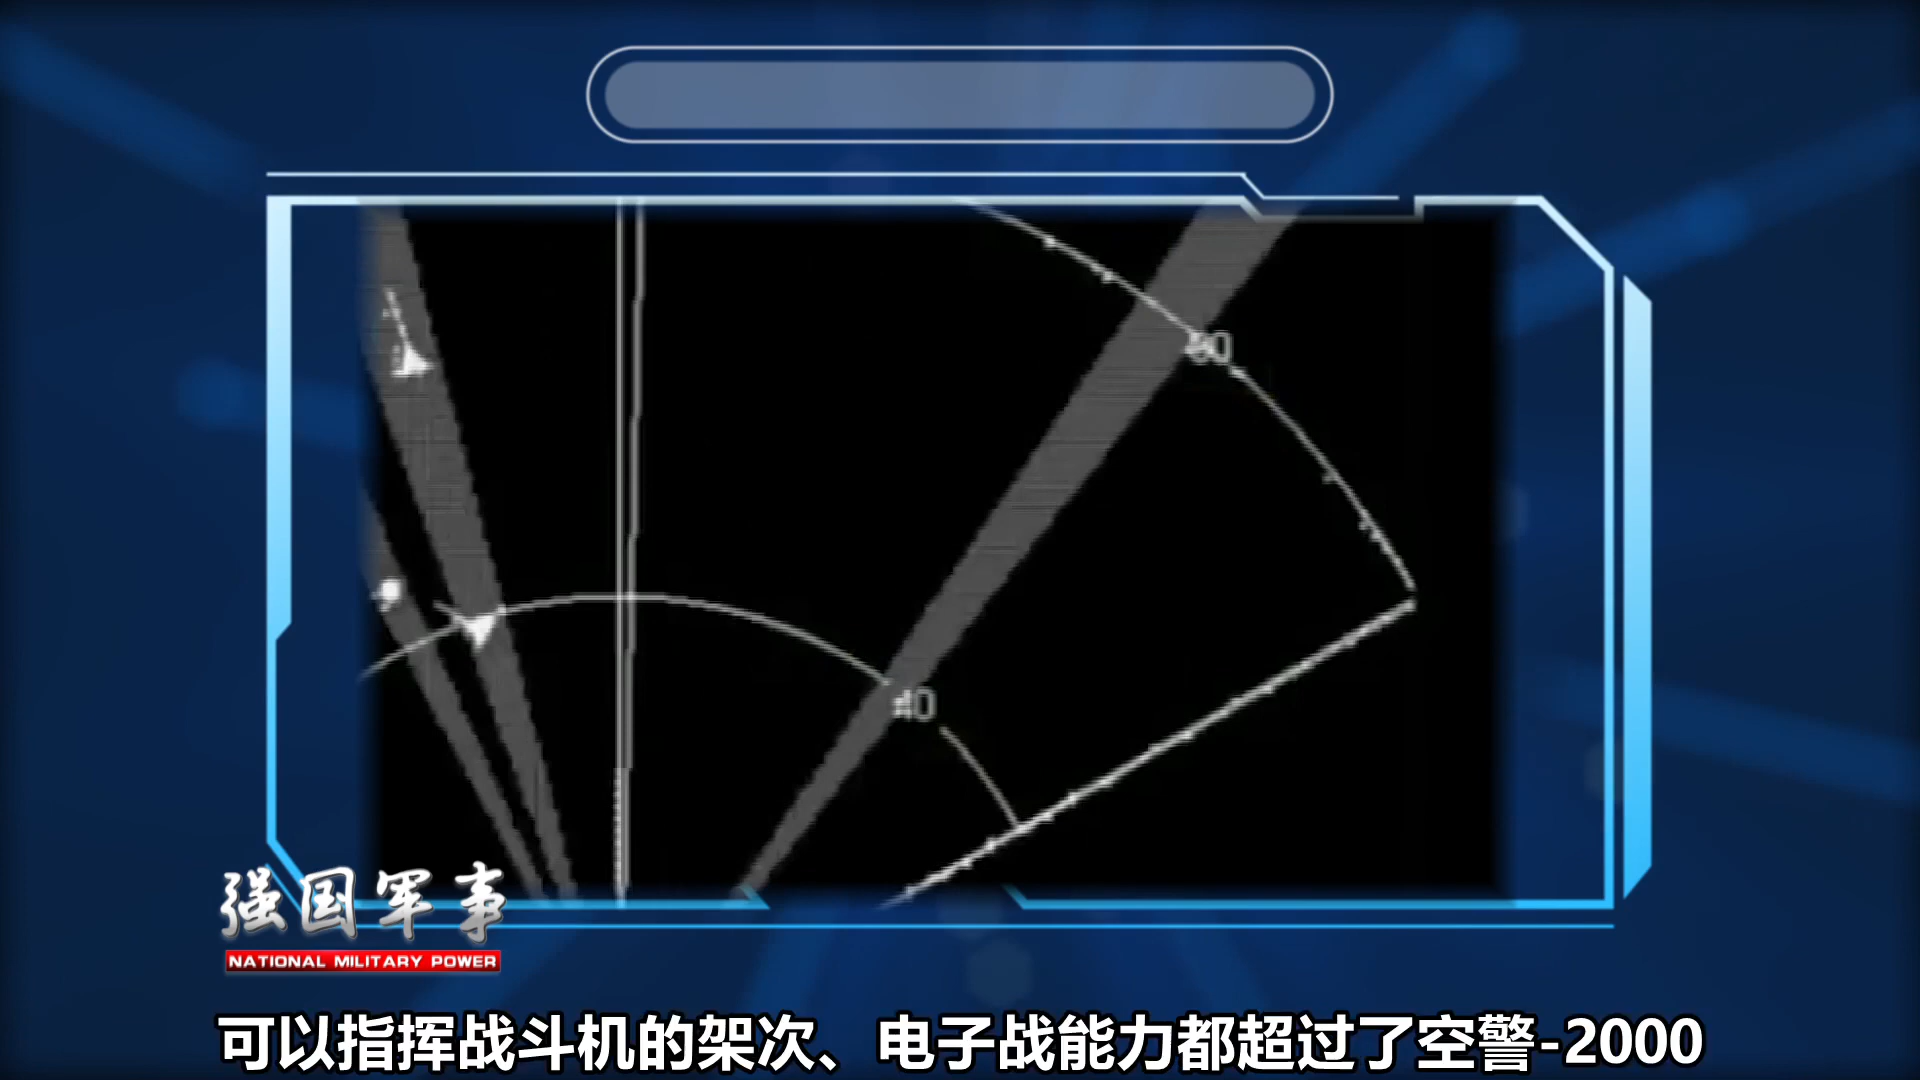 80
40
强国军事
NATIONAL MILITARY POWER
可以指挥战斗机的架次、电子战能力都超过了空警-2000